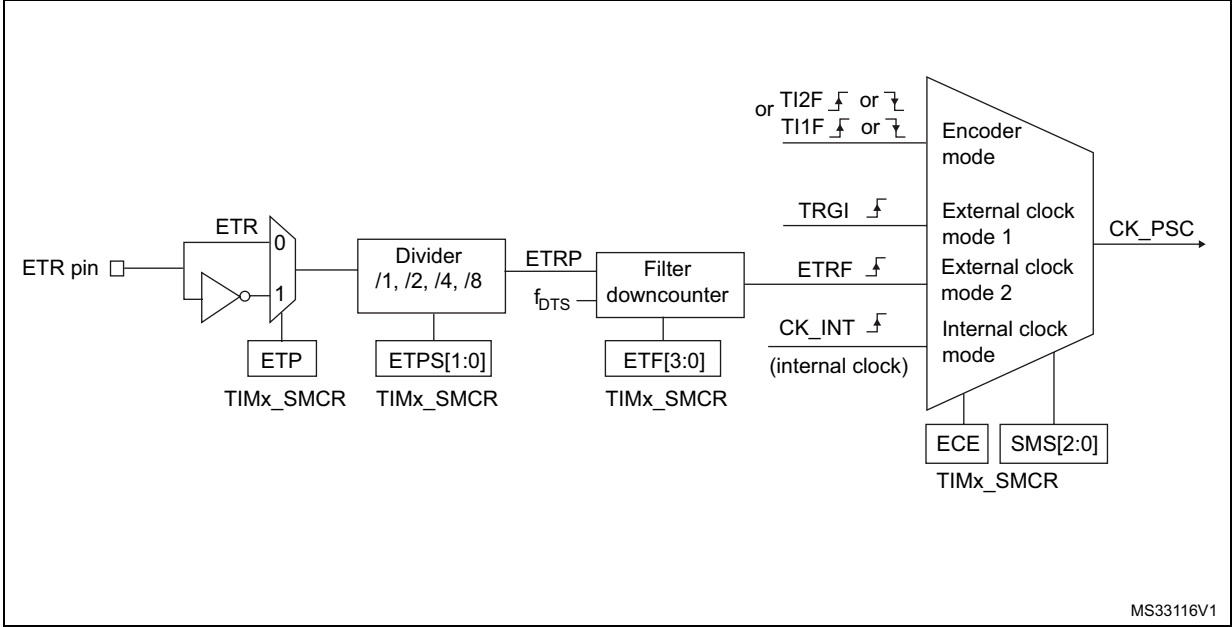 or TI2F or
TI1F or
Encoder
mode
TRGI
External clock
mode 1
CK_PSC
ETR
0
ETR pin
1
Divider
/1, /2, /4, /8
ETRP
fDTS
Filter
downcounter
ETRF
External clock
mode 2
CK_INT
(internal clock)
Internal clock
mode
ETP
TIMx_SMCR
ETPS[1:0]
TIMx_SMCR
ETF[3:0]
TIMx_SMCR
ECE
SMS[2:0]
TIMx_SMCR
MS33116V1